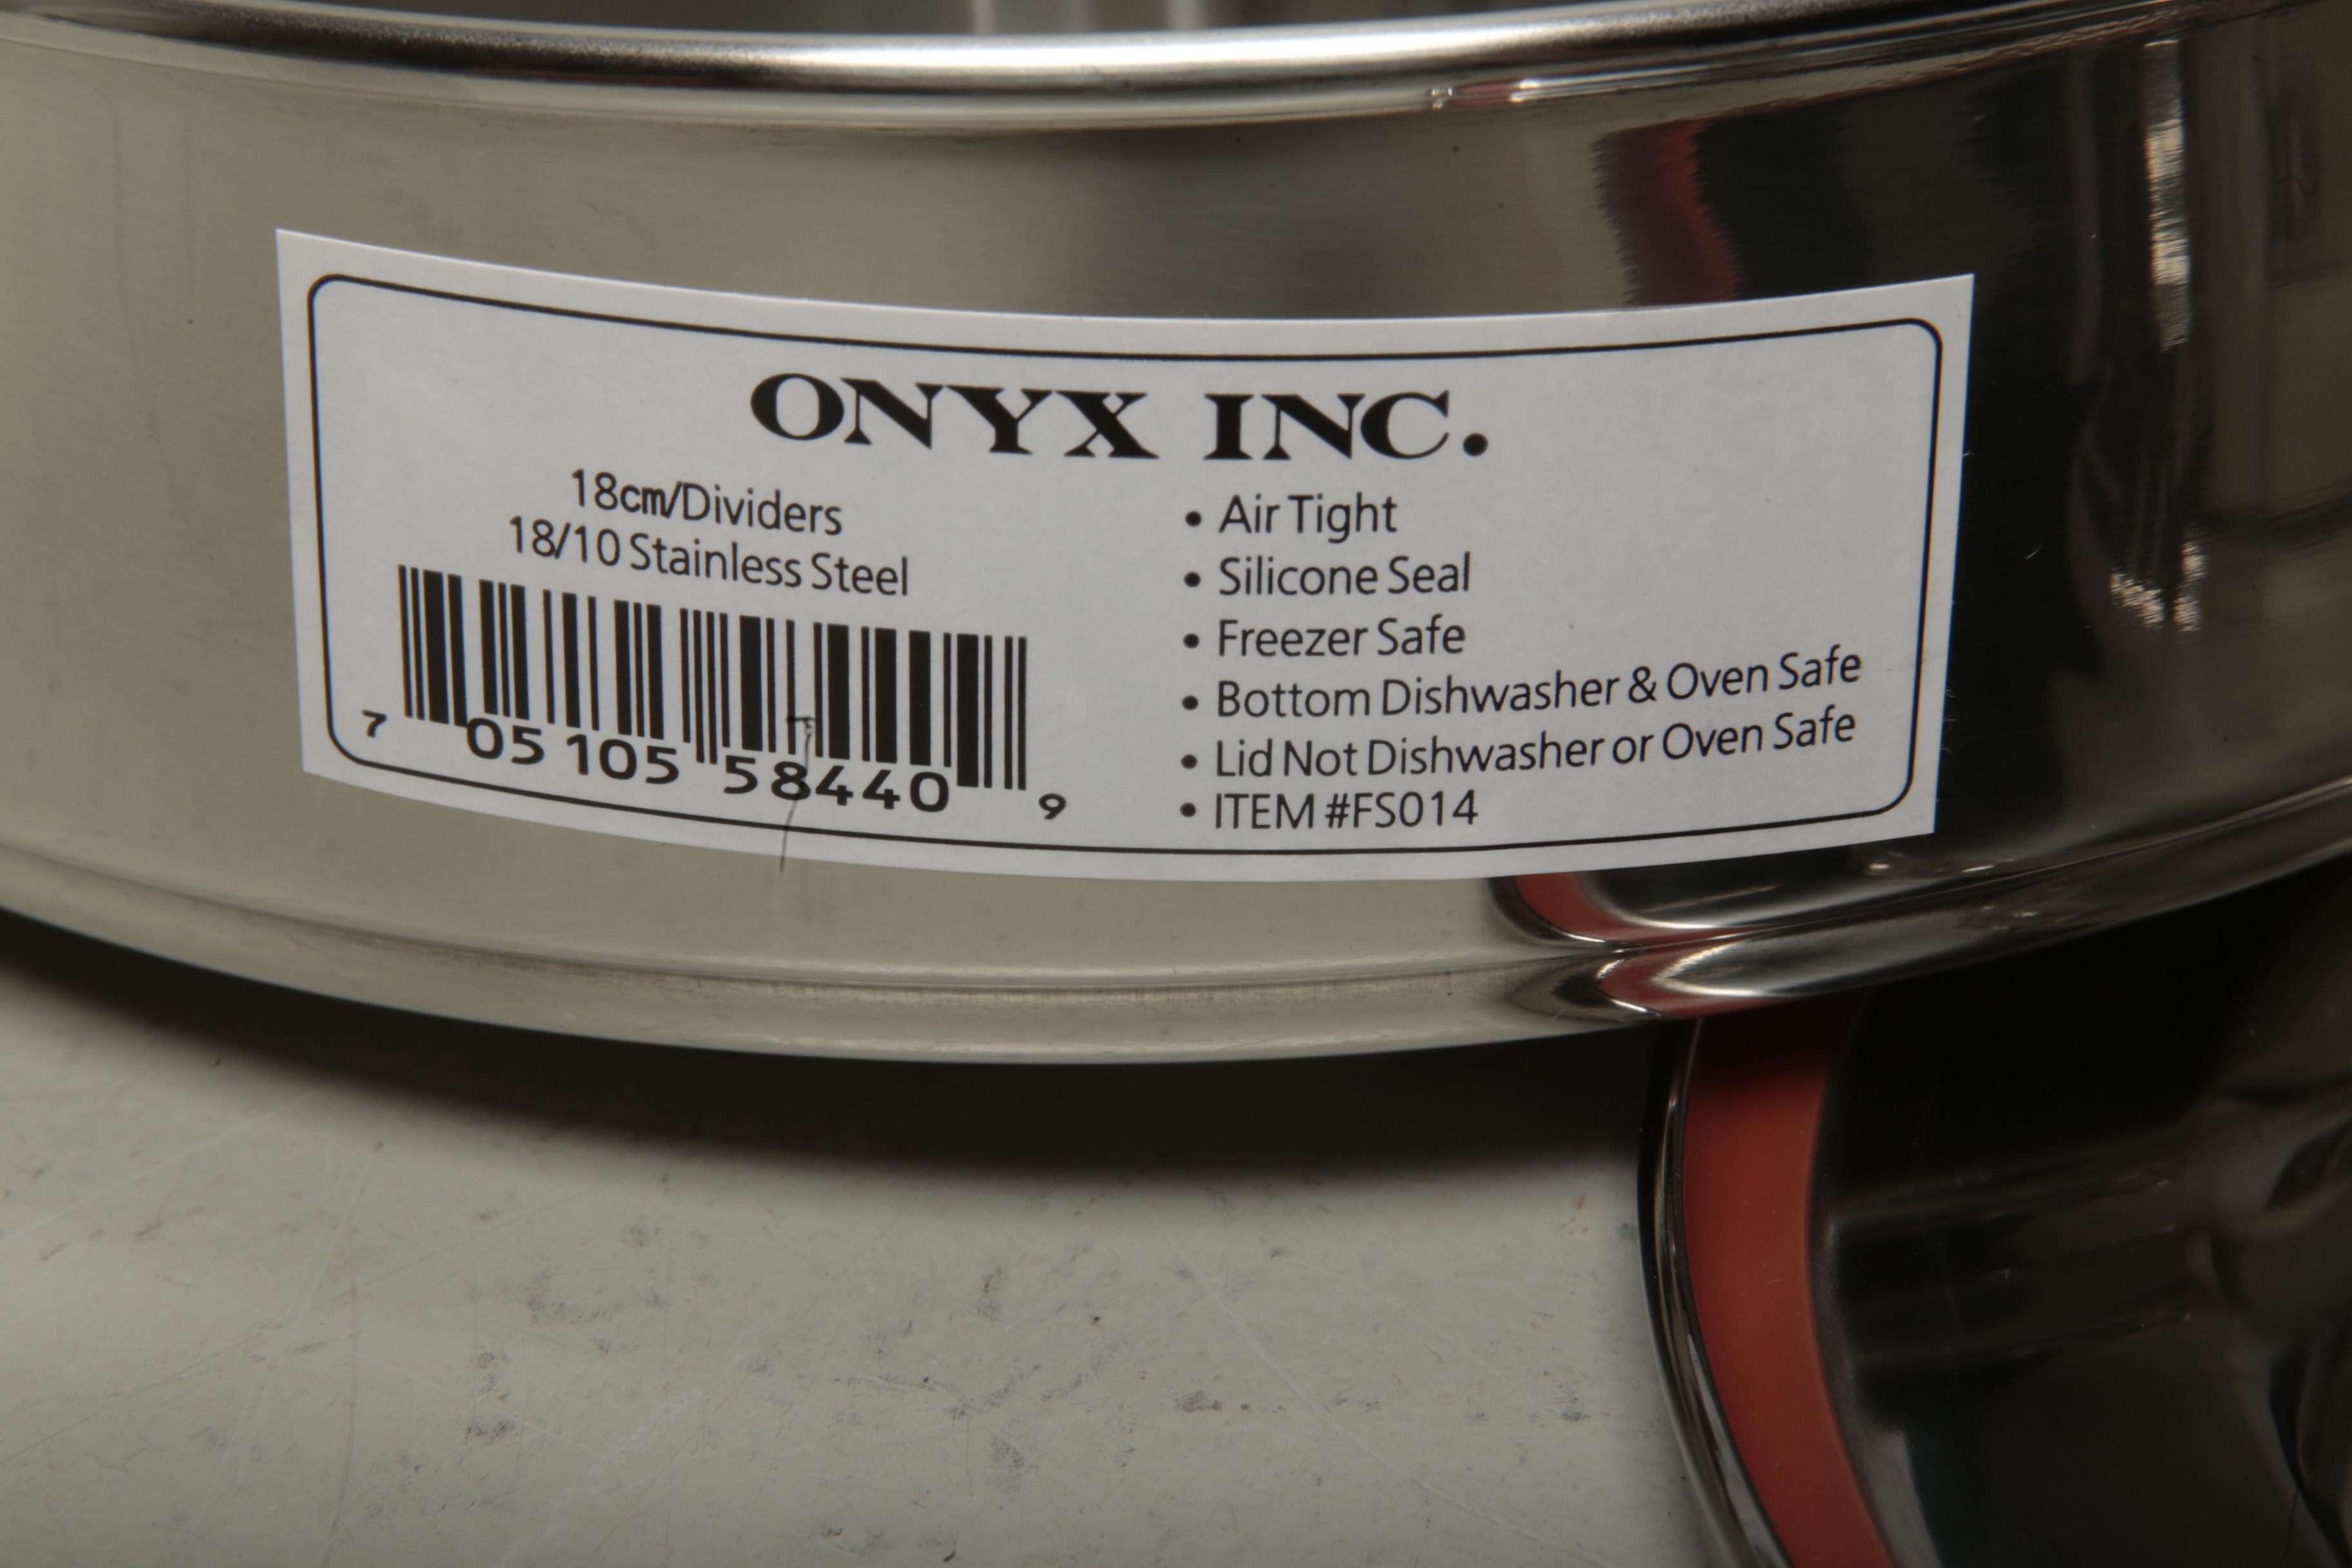 ONYX INC.
18cm/Dividers
18/10 Stainless Steel
7 05105 58440 9
• Air Tight
• Silicone Seal
• Freezer Safe
• Bottom Dishwasher & Oven Safe
• Lid Not Dishwasher or Oven Safe
• ITEM #FS014